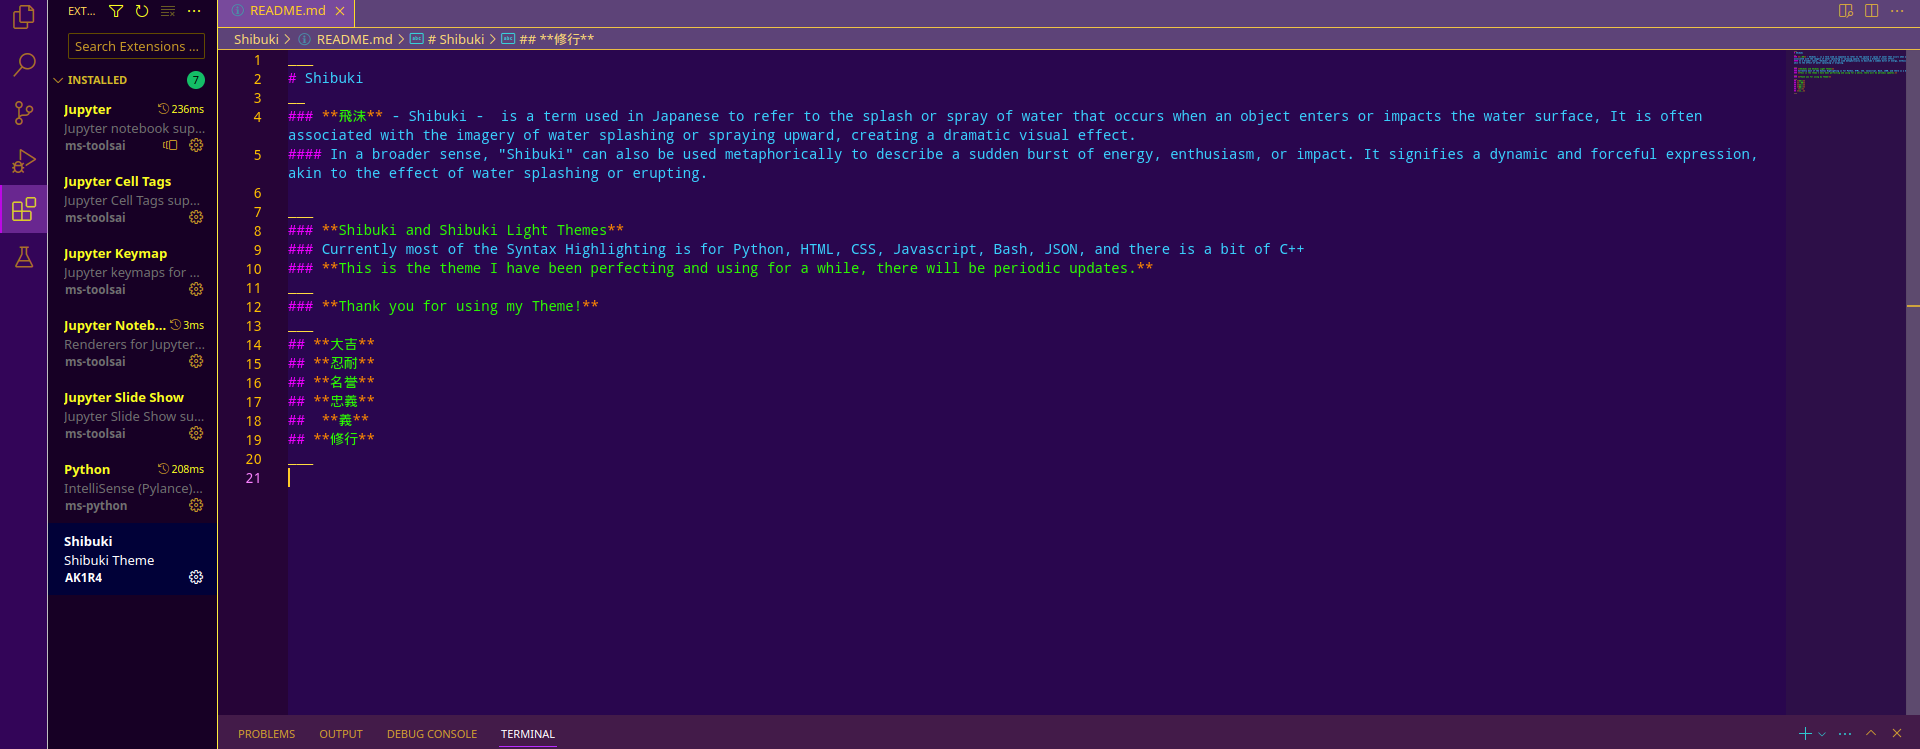 EXT...
README.md
Search Extensions ...
Shibuki > README.md > # Shibuki > ## **修行**
INSTALLED 7
Jupyter 236ms
Jupyter notebook sup...
ms-toolsai
Jupyter Cell Tags
Jupyter Cell Tags sup...
ms-toolsai
Jupyter Keymap
Jupyter keymaps for ...
ms-toolsai
Jupyter Noteb... 3ms
Renderers for Jupyter...
ms-toolsai
Jupyter Slide Show
Jupyter Slide Show su...
ms-toolsai
Python 208ms
IntelliSense (Pylance)...
ms-python
Shibuki
Shibuki Theme
AK1R4
1 ___
2 # Shibuki
3 __
4 ### **飛沫** - Shibuki -  is a term used in Japanese to refer to the splash or spray of water that occurs when an object enters or impacts the water surface, It is often
associated with the imagery of water splashing or spraying upward, creating a dramatic visual effect.
5 #### In a broader sense, "Shibuki" can also be used metaphorically to describe a sudden burst of energy, enthusiasm, or impact. It signifies a dynamic and forceful expression,
akin to the effect of water splashing or erupting.
6
7 ___
8 ### **Shibuki and Shibuki Light Themes**
9 ### Currently most of the Syntax Highlighting is for Python, HTML, CSS, Javascript, Bash, JSON, and there is a bit of C++
10 ### **This is the theme I have been perfecting and using for a while, there will be periodic updates.**
11 ___
12 ### **Thank you for using my Theme!**
13 ___
14 ## **大吉**
15 ## **忍耐**
16 ## **名誉**
17 ## **忠義**
18 ##  **義**
19 ## **修行**
20 ___
21
PROBLEMS OUTPUT DEBUG CONSOLE TERMINAL